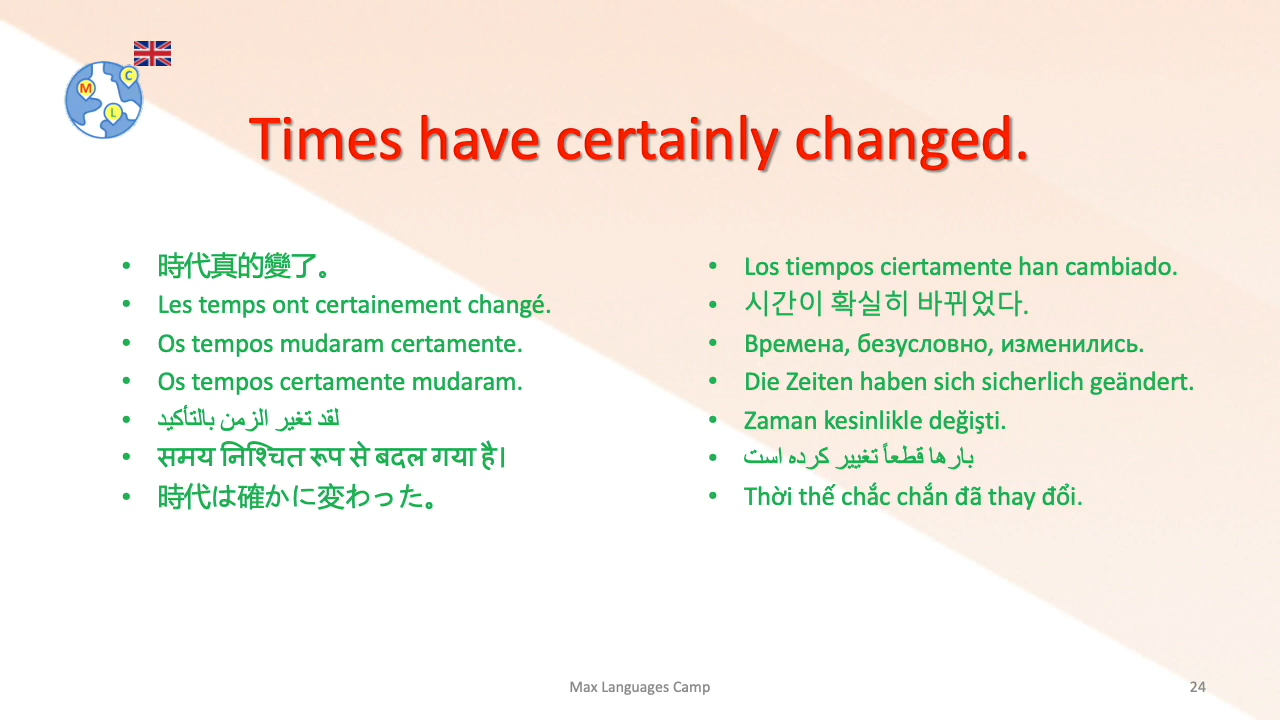 M
C
L
Times have certainly changed.
時代真的變了。
Les temps ont certainement changé.
Os tempos mudaram certamente.
Os tempos certamente mudaram.
لقد تغير الزمن بالتأكيد
समय निश्चित रूप से बदल गया है।
時代は確かに変わった。
Los tiempos ciertamente han cambiado.
시간이 확실히 바뀌었다.
Времена, безусловно, изменились.
Die Zeiten haben sich sicherlich geändert.
Zaman kesinlikle değişti.
بارها قطعاً تغییر کرده است
Thời thế chắc chắn đã thay đổi.
Max Languages Camp
24